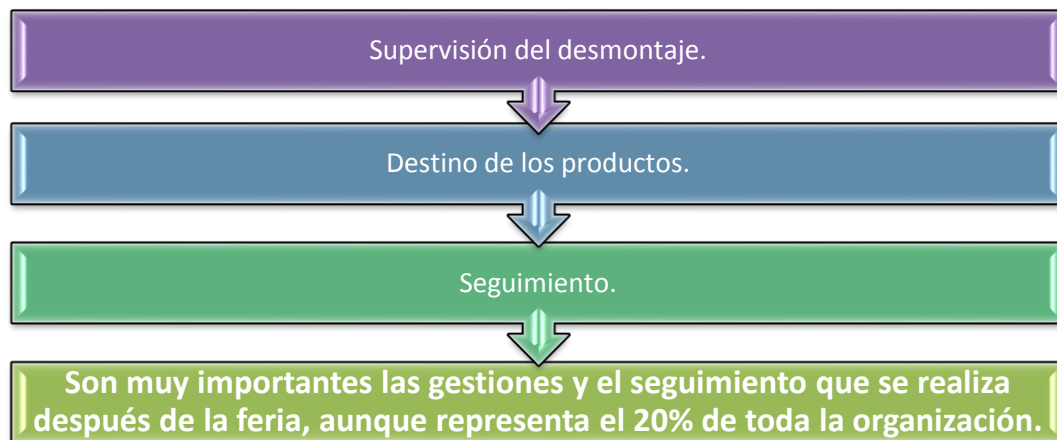 Supervisión del desmontaje.
Destino de los productos.
Seguimiento.
Son muy importantes las gestiones y el seguimiento que se realiza
después de la feria, aunque representa el 20% de toda la organización.